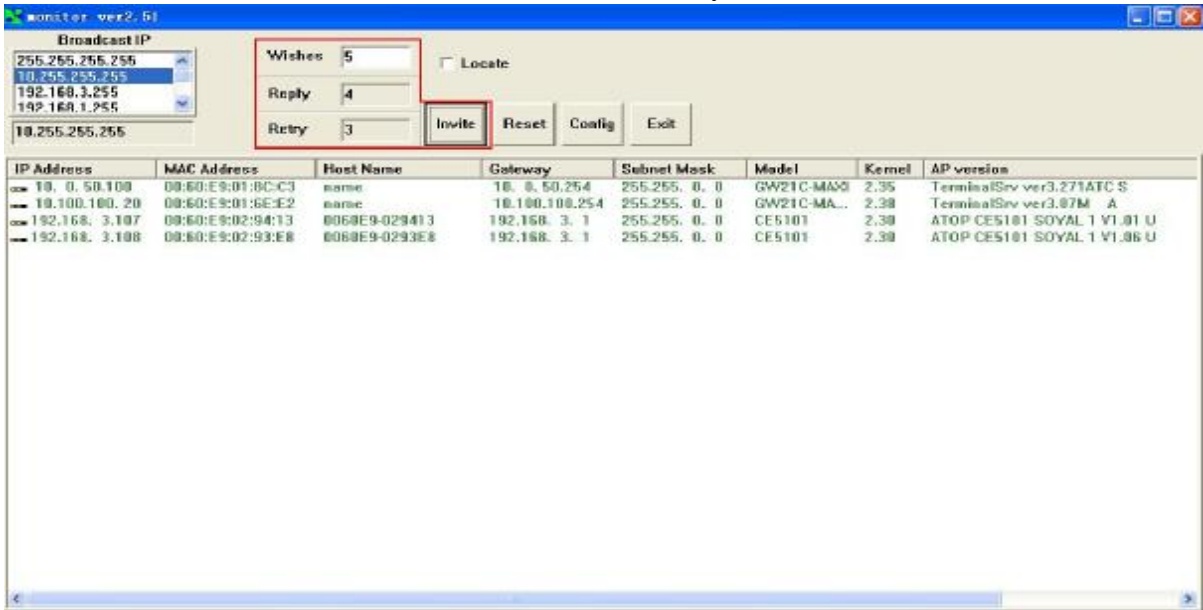 monitor ver2.51
Broadcast IP
255.255.255.255
10.255.255.255
192.168.3.255
192.168.1.255
10.255.255.255
Wishes 5
Reply 4
Retry 3
Locate
Invite Reset Config Exit
IP Address MAC Address Host Name Gateway Subnet Mask Model Kernel AP version
10. 0. 50.100 00:60:E9:01:8C:C3 name 10. 0. 50.254 255.255. 0. 0 GW21C-MAXI 2.35 TerminalSrv ver3.271ATC S
10.100.100. 20 00:60:E9:01:6E:E2 name 10.100.100.254 255.255. 0. 0 GW21C-MA... 2.30 TerminalSrv ver3.07M A
192.168. 3.107 00:60:E9:02:94:13 0060E9-029413 192.168. 3. 1 255.255. 0. 0 CE5101 2.30 ATOP CE5101 SOYAL 1 V1.01 U
192.168. 3.108 00:60:E9:02:93:E8 0060E9-0293E8 192.168. 3. 1 255.255. 0. 0 CE5101 2.30 ATOP CE5101 SOYAL 1 V1.06 U